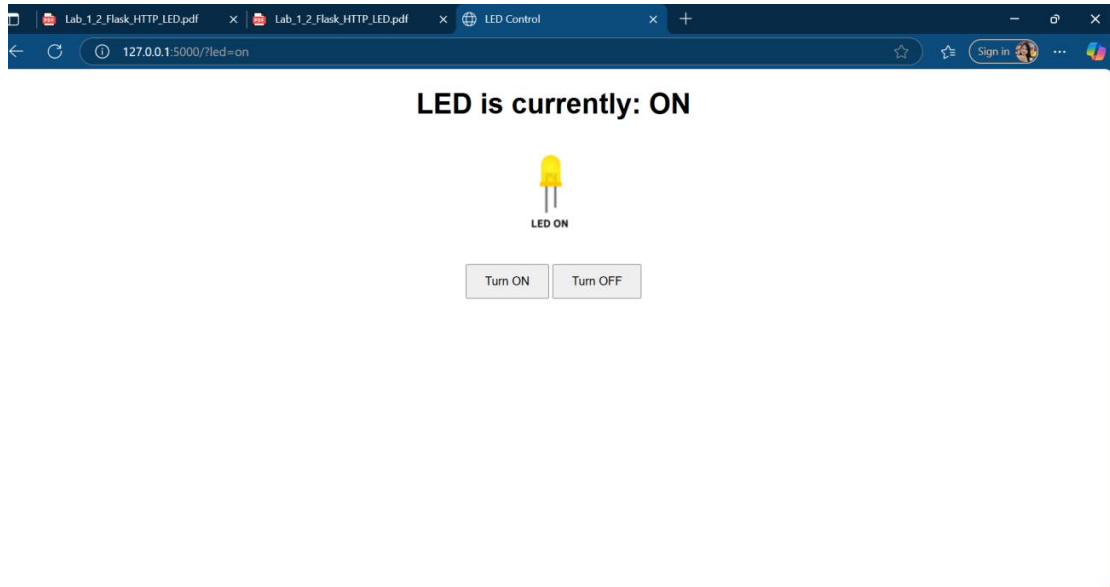 Lab_1_2_Flask_HTTP_LED.pdf Lab_1_2_Flask_HTTP_LED.pdf LED Control
127.0.0.1:5000/?led=on Sign in
LED is currently: ON
LED ON
Turn ON Turn OFF